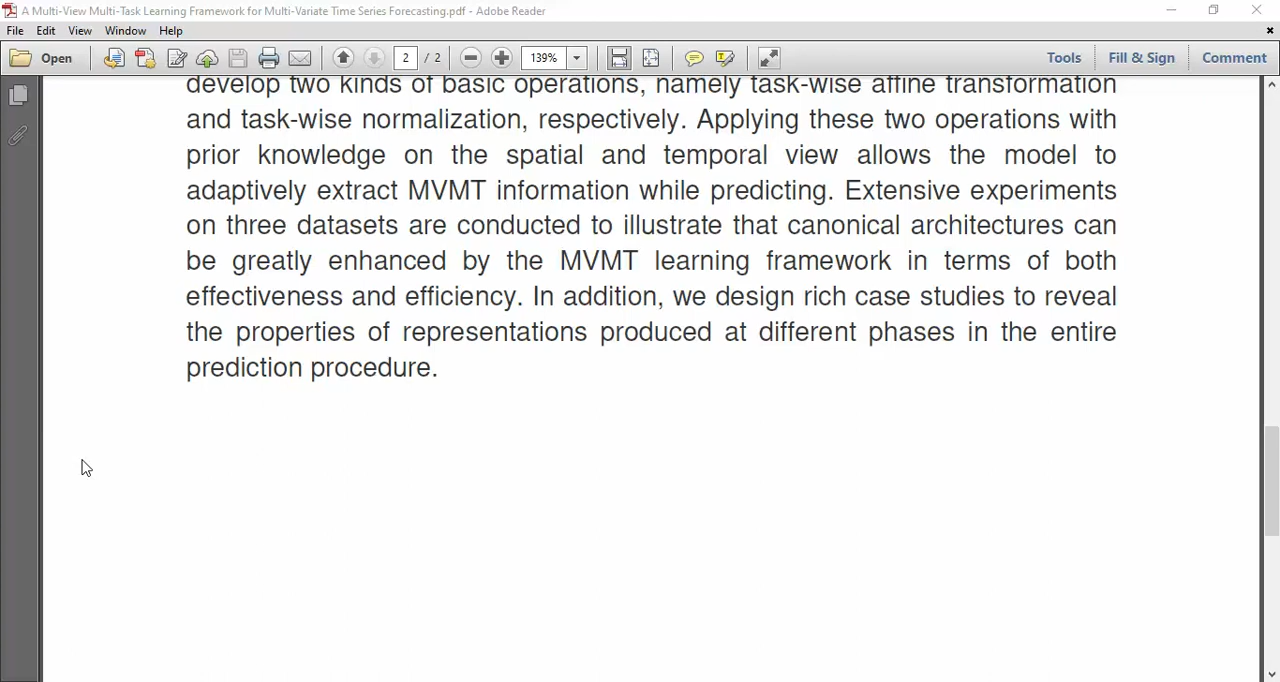 A Multi-View Multi-Task Learning Framework for Multi-Variate Time Series Forecasting.pdf - Adobe Reader
File Edit View Window Help
Open 2 / 2 139% Tools Fill & Sign Comment
develop two kinds of basic operations, namely task-wise affine transformation
and task-wise normalization, respectively. Applying these two operations with
prior knowledge on the spatial and temporal view allows the model to
adaptively extract MVMT information while predicting. Extensive experiments
on three datasets are conducted to illustrate that canonical architectures can
be greatly enhanced by the MVMT learning framework in terms of both
effectiveness and efficiency. In addition, we design rich case studies to reveal
the properties of representations produced at different phases in the entire
prediction procedure.